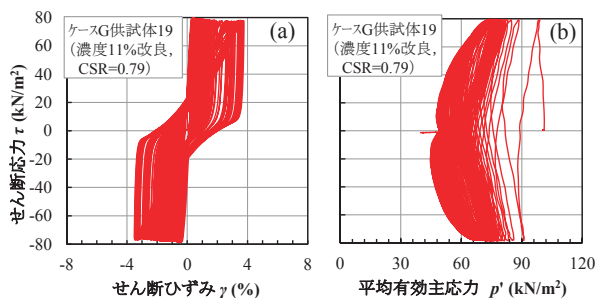 ケースG供試体19
(濃度11%改良,
CSR=0.79)
(a)
80
60
40
20
0
-20
-40
-60
-80
せん断応力 τ (kN/m²)
-8 -4 0 4 8
せん断ひずみ γ (%)
ケースG供試体19
(濃度11%改良,
CSR=0.79)
(b)
0 30 60 90 120
平均有効主応力 p' (kN/m²)